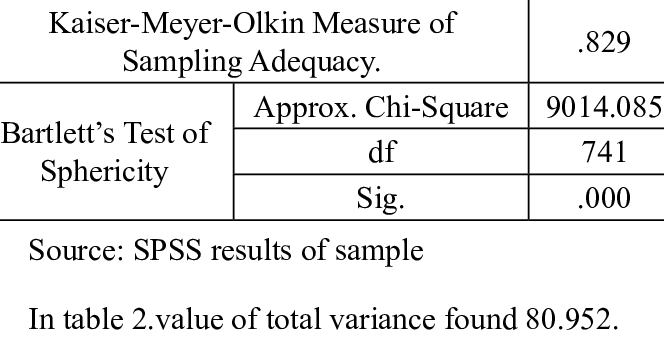 Kaiser-Meyer-Olkin Measure of
Sampling Adequacy.
.829
Bartlett’s Test of
Sphericity
Approx. Chi-Square
9014.085
df
741
Sig.
.000
Source: SPSS results of sample
In table 2.value of total variance found 80.952.